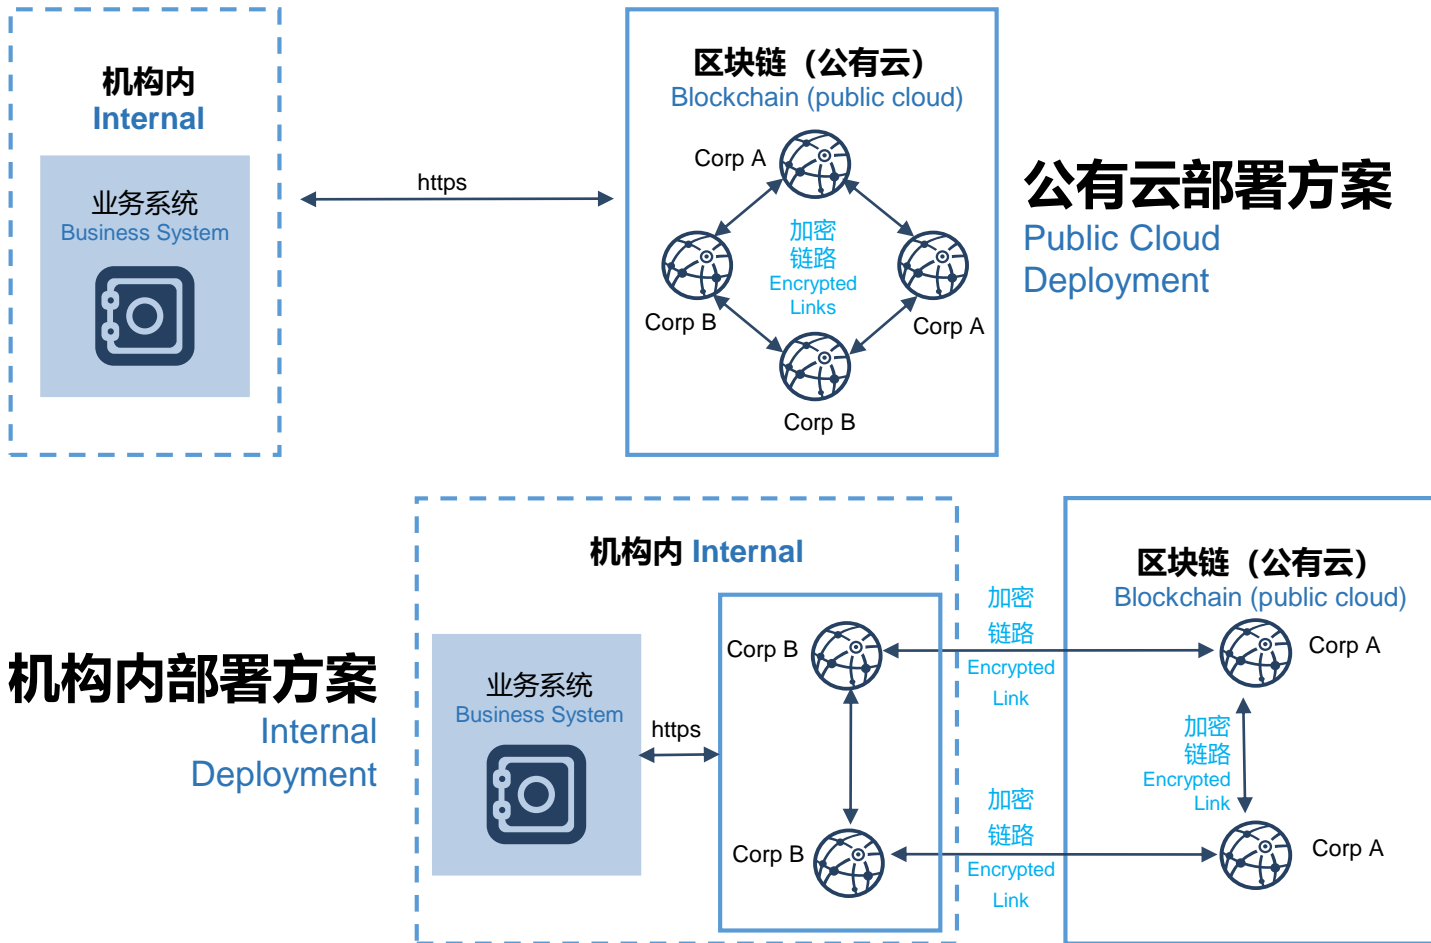 机构内
Internal
业务系统
Business System
https
区块链（公有云）
Blockchain (public cloud)
Corp A
加密
链路
Encrypted
Links
Corp B
Corp A
Corp B
公有云部署方案
Public Cloud
Deployment
机构内部署方案
Internal
Deployment
机构内 Internal
业务系统
Business System
https
Corp B
Corp B
加密
链路
Encrypted
Link
加密
链路
Encrypted
Link
区块链（公有云）
Blockchain (public cloud)
Corp A
加密
链路
Encrypted
Link
Corp A